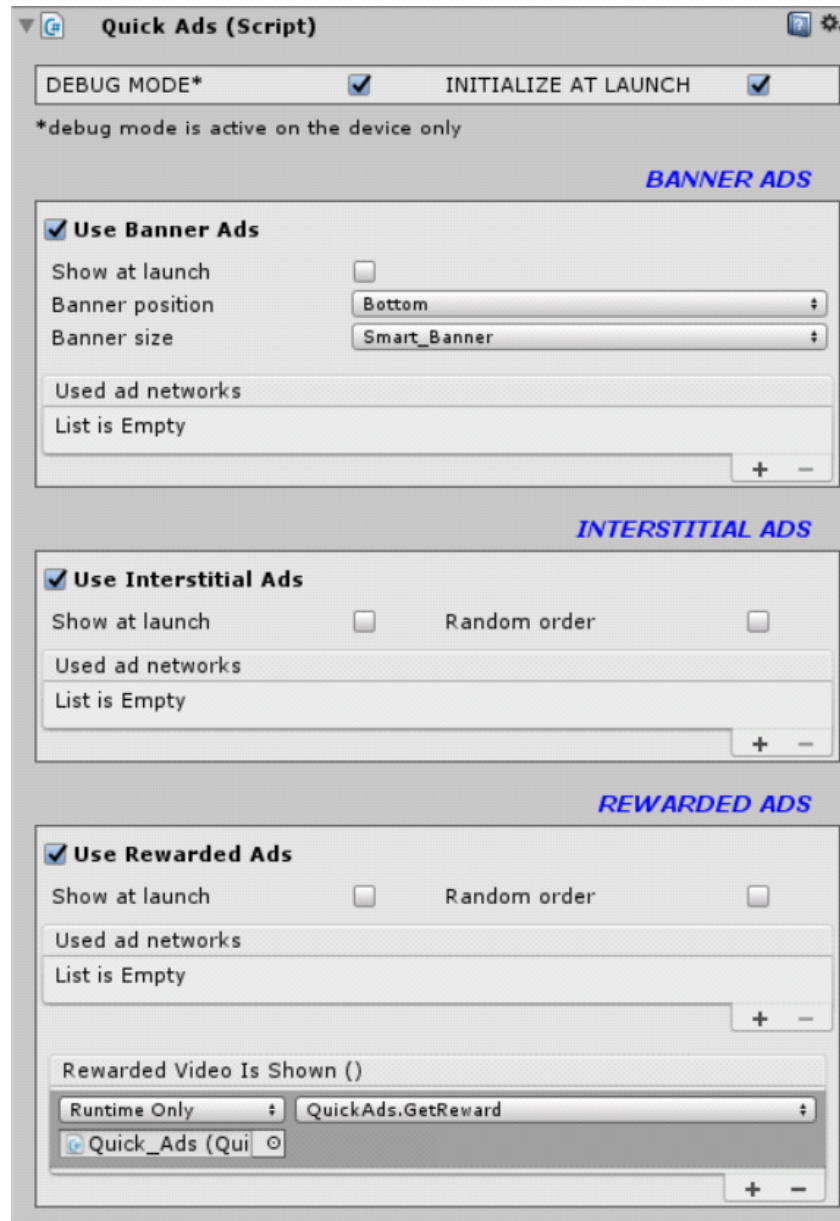 Quick Ads (Script)
DEBUG MODE* INITIALIZE AT LAUNCH
*debug mode is active on the device only
BANNER ADS
Use Banner Ads
Show at launch
Banner position Bottom
Banner size Smart_Banner
Used ad networks
List is Empty
+ −
INTERSTITIAL ADS
Use Interstitial Ads
Show at launch Random order
Used ad networks
List is Empty
+ −
REWARDED ADS
Use Rewarded Ads
Show at launch Random order
Used ad networks
List is Empty
+ −
Rewarded Video Is Shown ()
Runtime Only QuickAds.GetReward
Quick_Ads (Qui
+ −